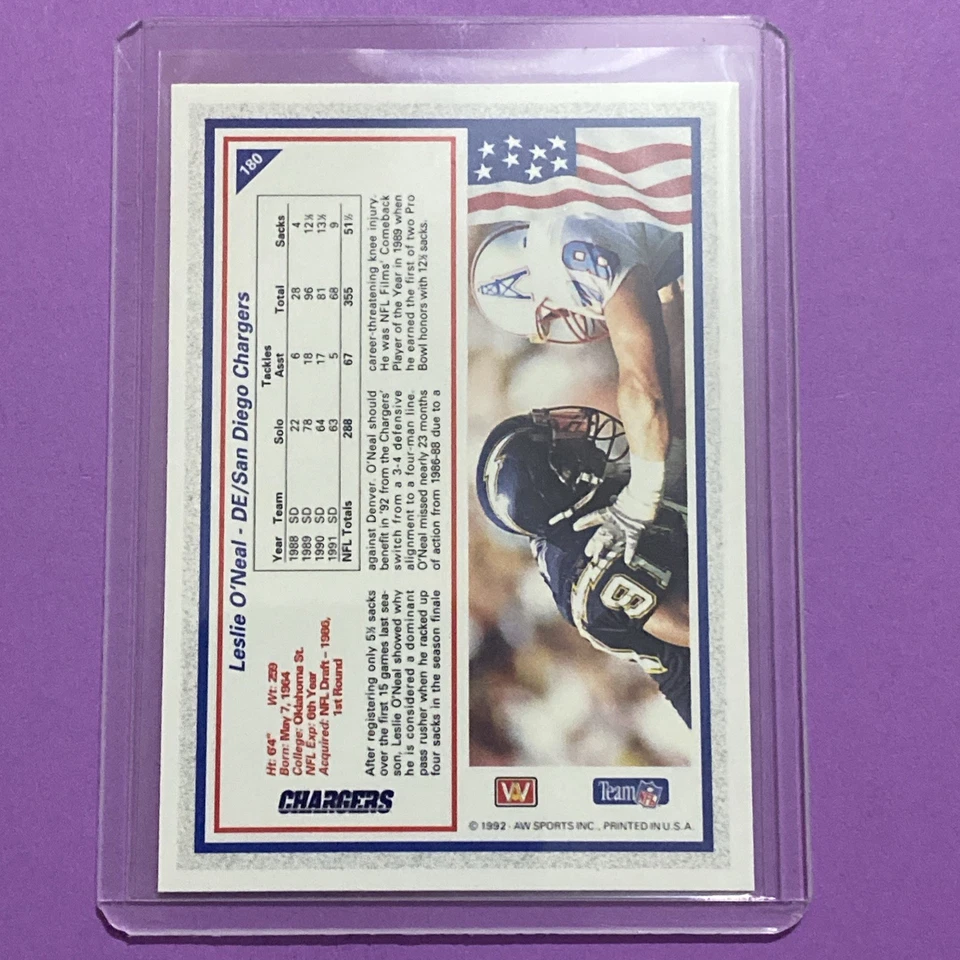 180
Leslie O'Neal - DE/San Diego Chargers
Ht: 6'4" Wt: 259
Born: May 7, 1964
College: Oklahoma St.
NFL Exp: 6th Year
Acquired: NFL Draft – 1986,
1st Round
CHARGERS
Tackles
Year Team Solo Asst Total Sacks
1988 SD 22 6 28 4
1989 SD 78 18 96 12½
1990 SD 64 17 81 13½
1991 SD 63 5 68 9
NFL Totals 288 67 355 51½
After registering only 5½ sacks
over the first 15 games last sea-
son, Leslie O'Neal showed why
he is considered a dominant
pass rusher when he racked up
four sacks in the season finale
against Denver. O'Neal should
benefit in '92 from the Chargers'
switch from a 3-4 defensive
alignment to a four-man line.
O'Neal missed nearly 23 months
of action from 1986-88 due to a
career-threatening knee injury.
He was NFL Films' Comeback
Player of the Year in 1989 when
he earned the first of two Pro
Bowl honors with 12½ sacks.
91
8
W
Team NFL
© 1992 - AW SPORTS INC., PRINTED IN U.S.A.